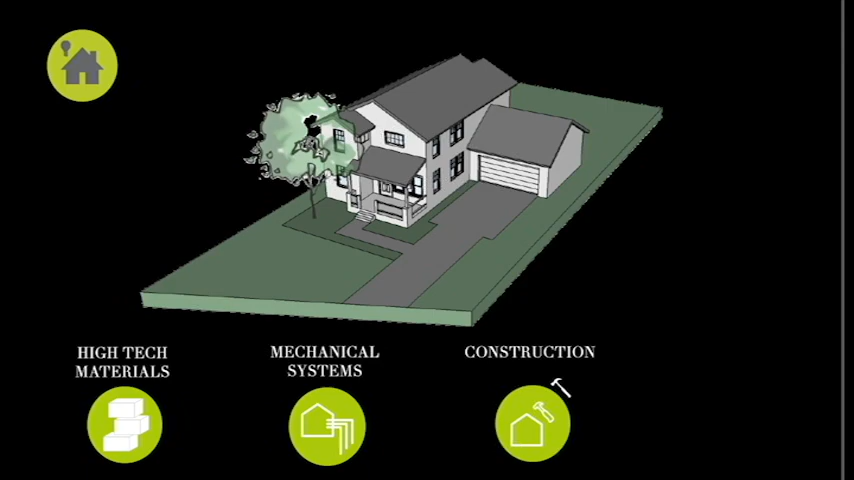 HIGH TECH
MATERIALS
MECHANICAL
SYSTEMS
CONSTRUCTION